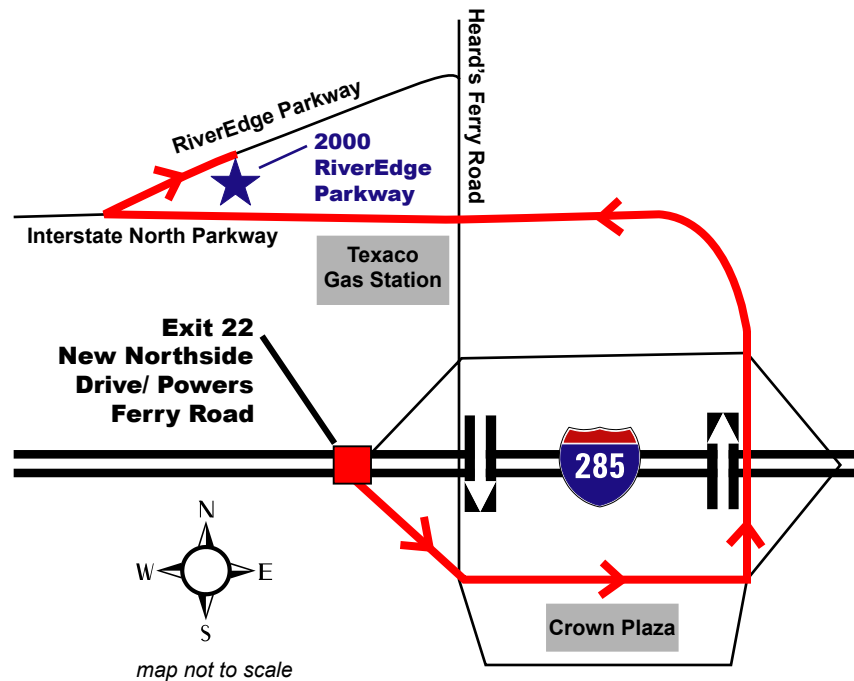 Heard's Ferry Road
RiverEdge Parkway
2000
RiverEdge
Parkway
Interstate North Parkway
Texaco
Gas Station
Exit 22
New Northside
Drive/ Powers
Ferry Road
285
N
W
E
S
Crown Plaza
map not to scale